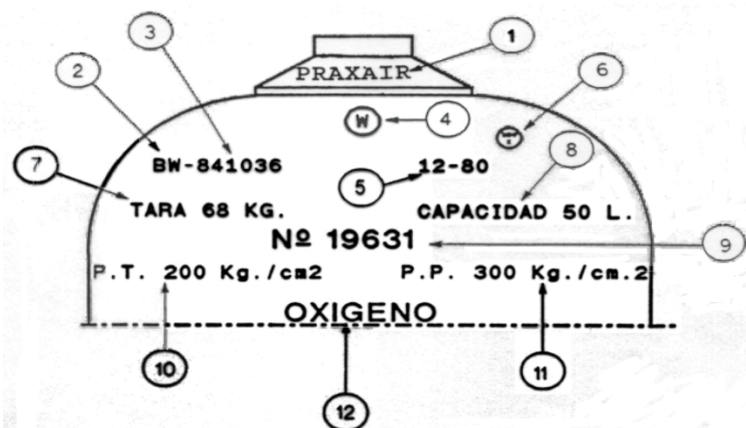 1
PRAXAIR
3
2
6
W
4
BW-841036
12-80
7
8
5
TARA 68 KG.
CAPACIDAD 50 L.
Nº 19631
9
P.T. 200 Kg./cm2
P.P. 300 Kg./cm.2
OXIGENO
10
11
12